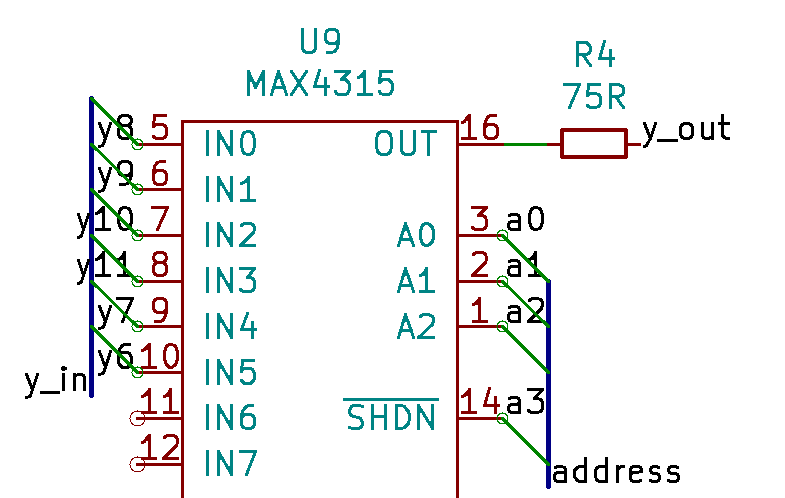 U9
MAX4315
R4
75R
y8 5 IN0 OUT 16 y_out
y9 6 IN1
y10 7 IN2 A0 3 a0
y11 8 IN3 A1 2 a1
y7 9 IN4 A2 1 a2
y6 10 IN5
y_in
11 IN6 SHDN 14 a3
12 IN7
address